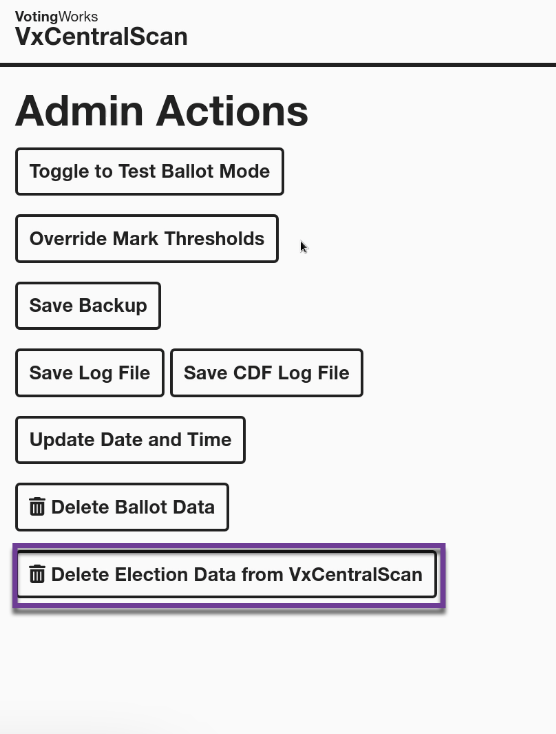 VotingWorks
VxCentralScan
Admin Actions
Toggle to Test Ballot Mode
Override Mark Thresholds
Save Backup
Save Log File Save CDF Log File
Update Date and Time
Delete Ballot Data
Delete Election Data from VxCentralScan